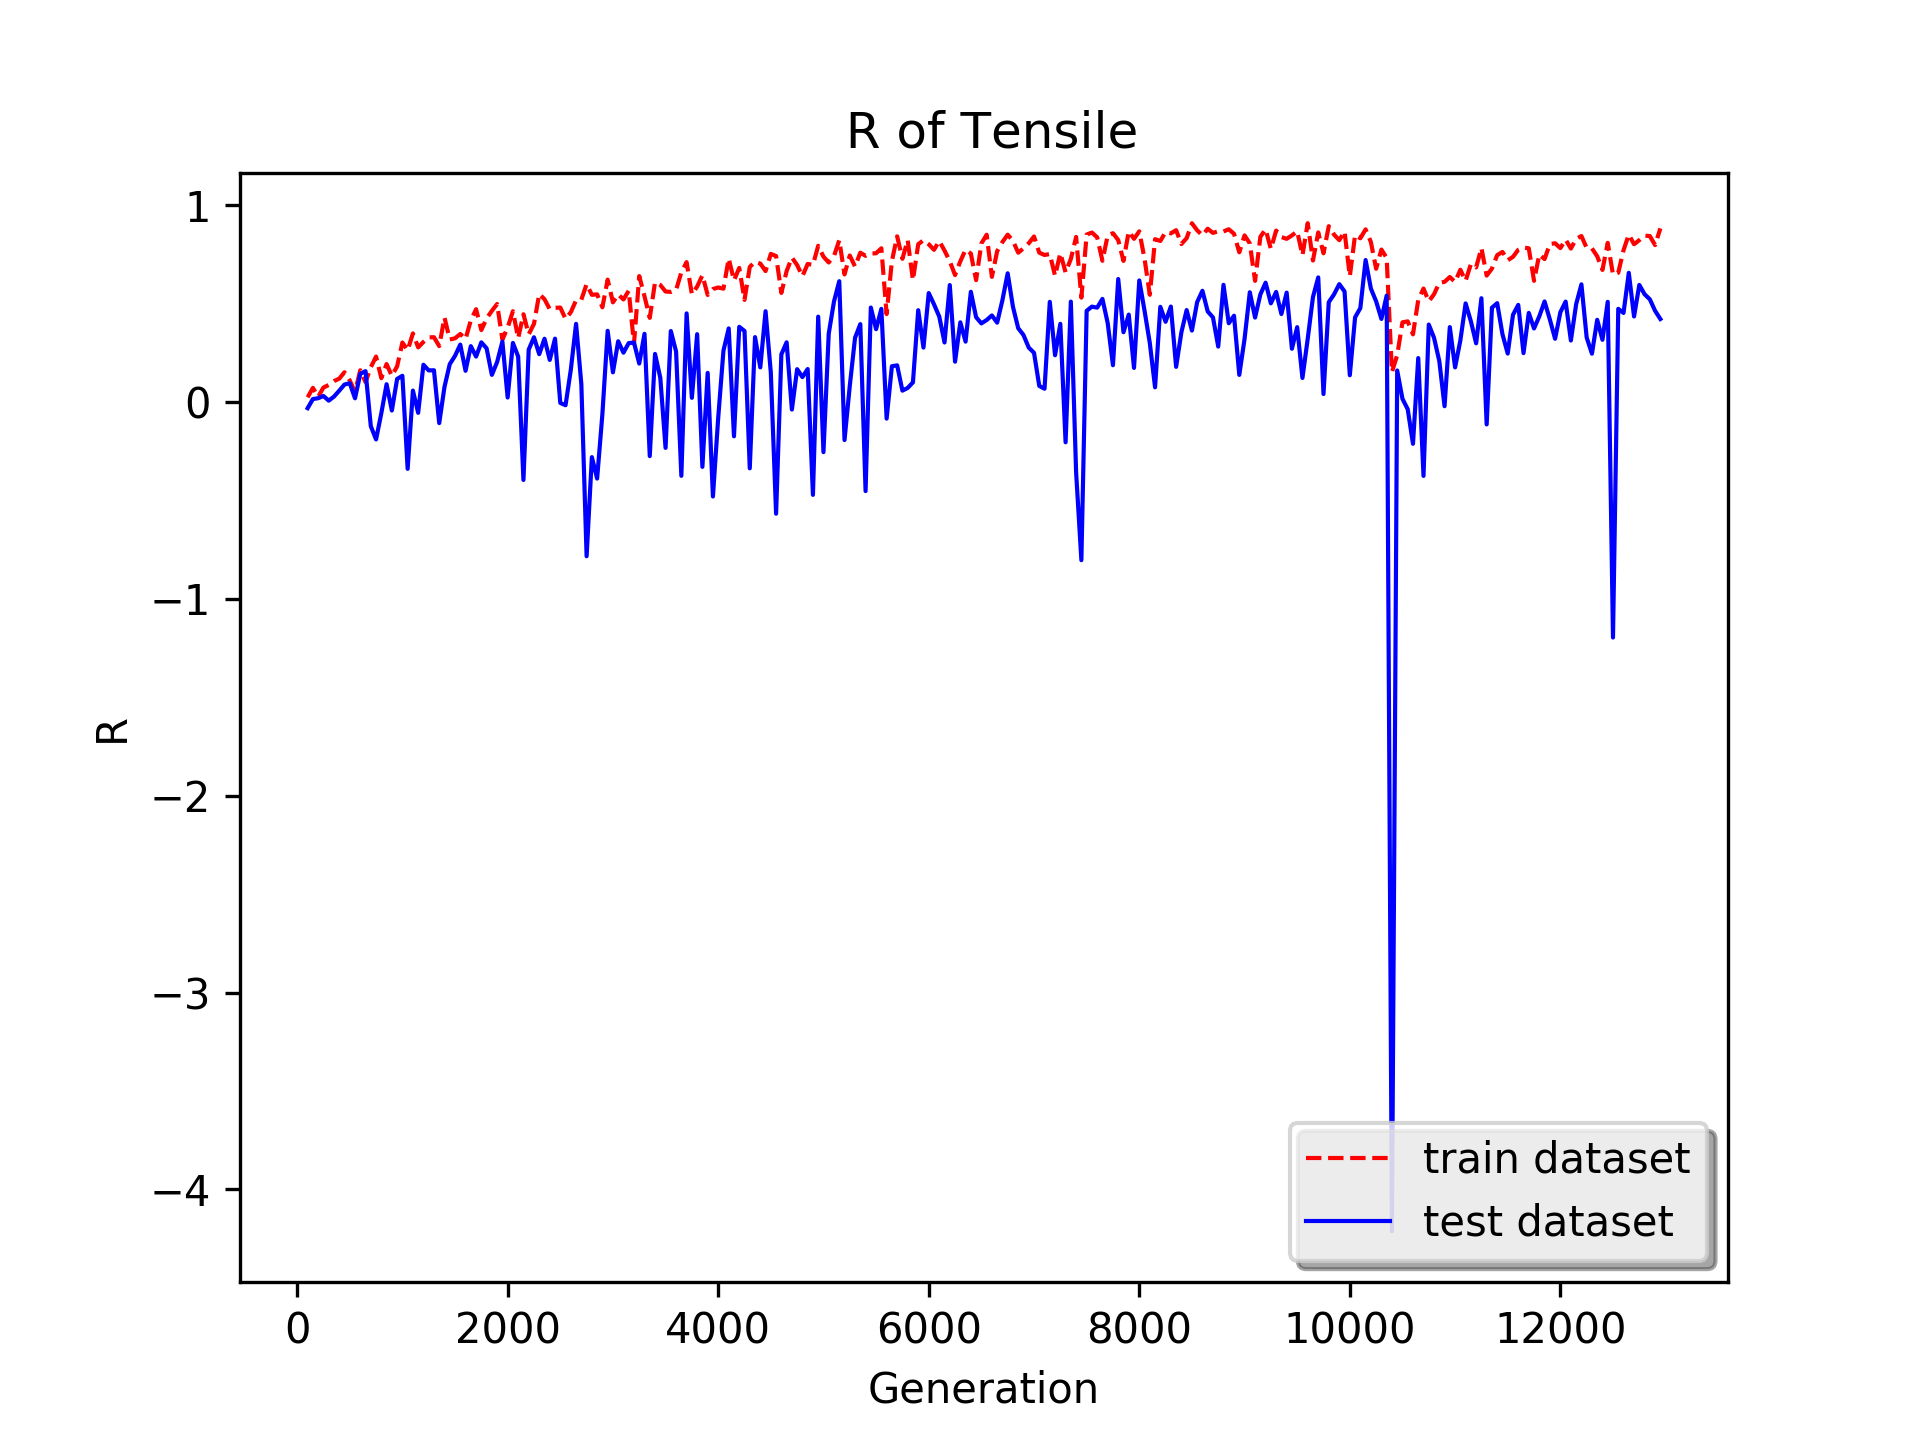 R of Tensile
1
0
−1
−2
−3
−4
R
0 2000 4000 6000 8000 10000 12000
Generation
train dataset
test dataset